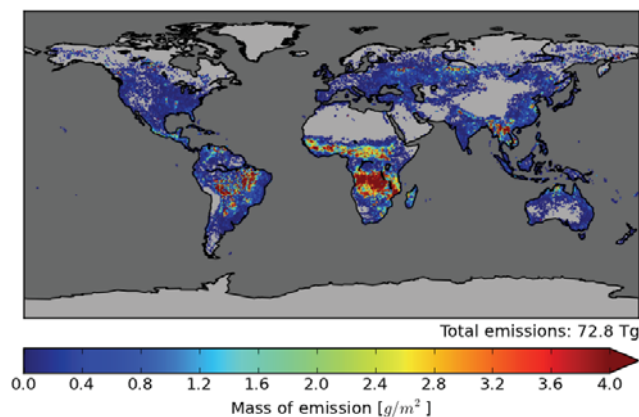 Total emissions: 72.8 Tg
0.0 0.4 0.8 1.2 1.6 2.0 2.4 2.8 3.2 3.6 4.0
Mass of emission [g/m²]